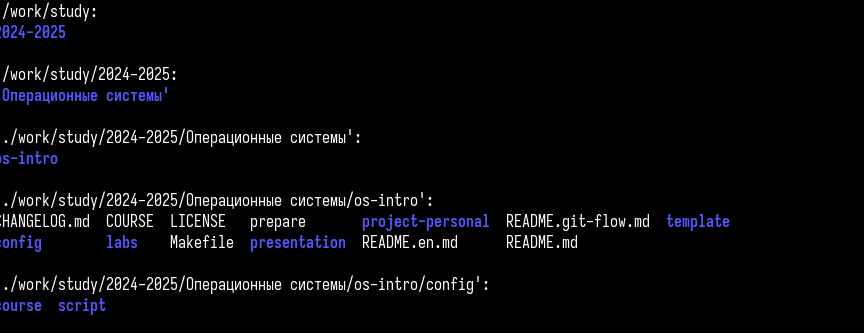 /work/study:
2024-2025
/work/study/2024-2025:
Операционные системы'
./work/study/2024-2025/Операционные системы':
os-intro
./work/study/2024-2025/Операционные системы/os-intro':
CHANGELOG.md COURSE LICENSE prepare project-personal README.git-flow.md template
config labs Makefile presentation README.en.md README.md
./work/study/2024-2025/Операционные системы/os-intro/config':
course script